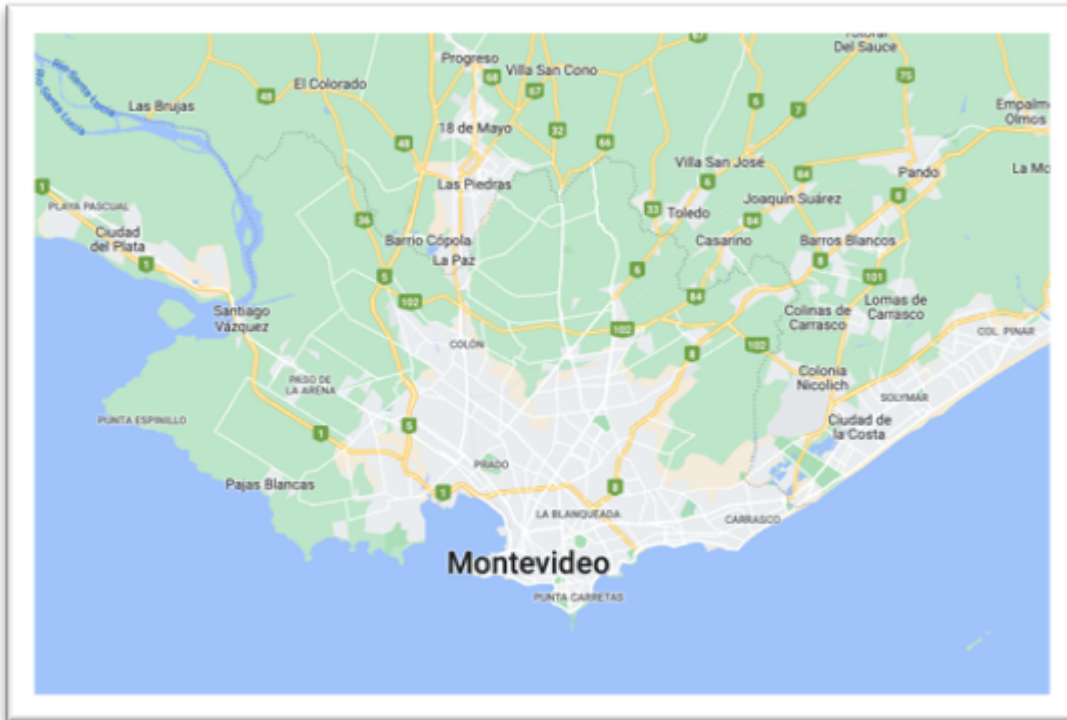 67
Totoral
Del Sauce
Progreso
68
Villa San Cono
75
río Santa Lucía
Río Santa Lucía
El Colorado
48
67
6
7
Las Brujas
Empalm
Olmos
18 de Mayo
32
48
66
Villa San José
84
Pando
La Mo
1
Las Piedras
6
8
PLAYA PASCUAL
Joaquín Suárez
33
Toledo
36
84
Ciudad
del Plata
Barrio Cópola
Casarino
Barros Blancos
La Paz
8
1
5
6
101
102
84
Santiago
Vázquez
Colinas de
Carrasco
Lomas de
Carrasco
102
COL. PINAR
COLÓN
102
8
PASO DE
LA ARENA
Colonia
Nicolich
SOLYMAR
PUNTA ESPINILLO
5
Ciudad de
la Costa
1
PRADO
Pajas Blancas
1
8
LA BLANQUEADA
CARRASCO
Montevideo
PUNTA CARRETAS